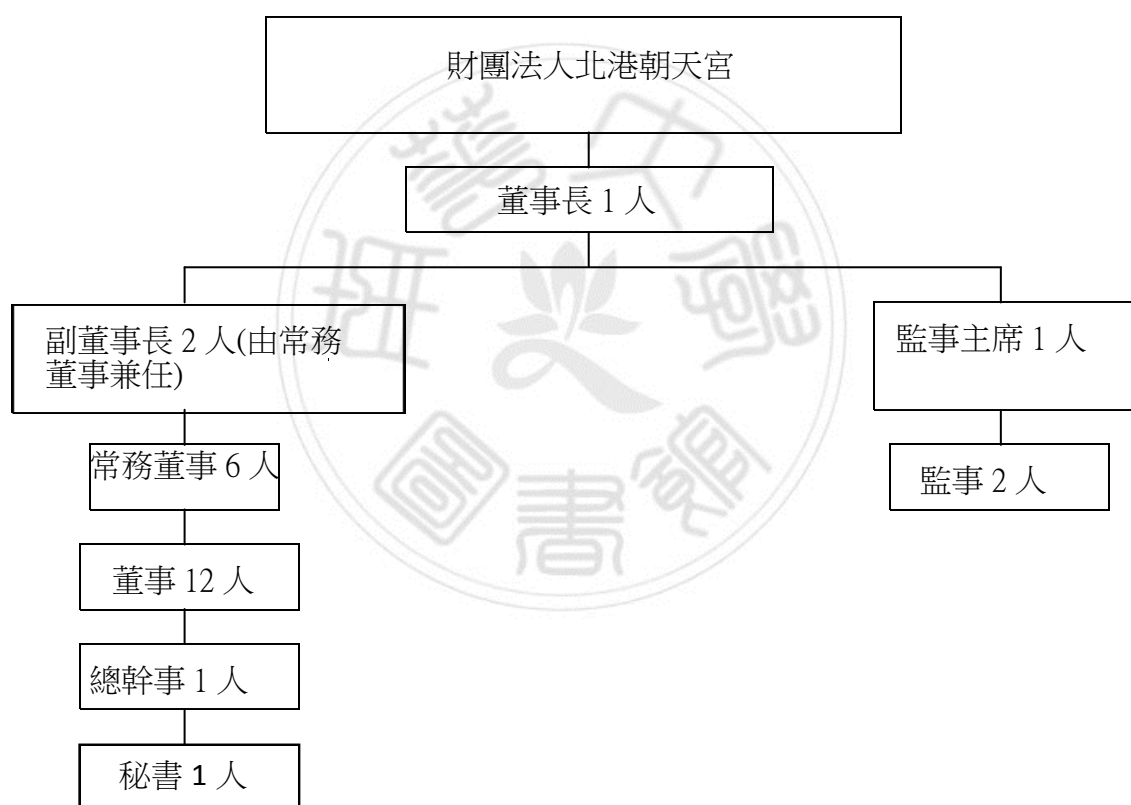 財團法人北港朝天宮
董事長 1 人
副董事長 2 人(由常務
董事兼任)
監事主席 1 人
常務董事 6 人
監事 2 人
董事 12 人
總幹事 1 人
秘書 1 人